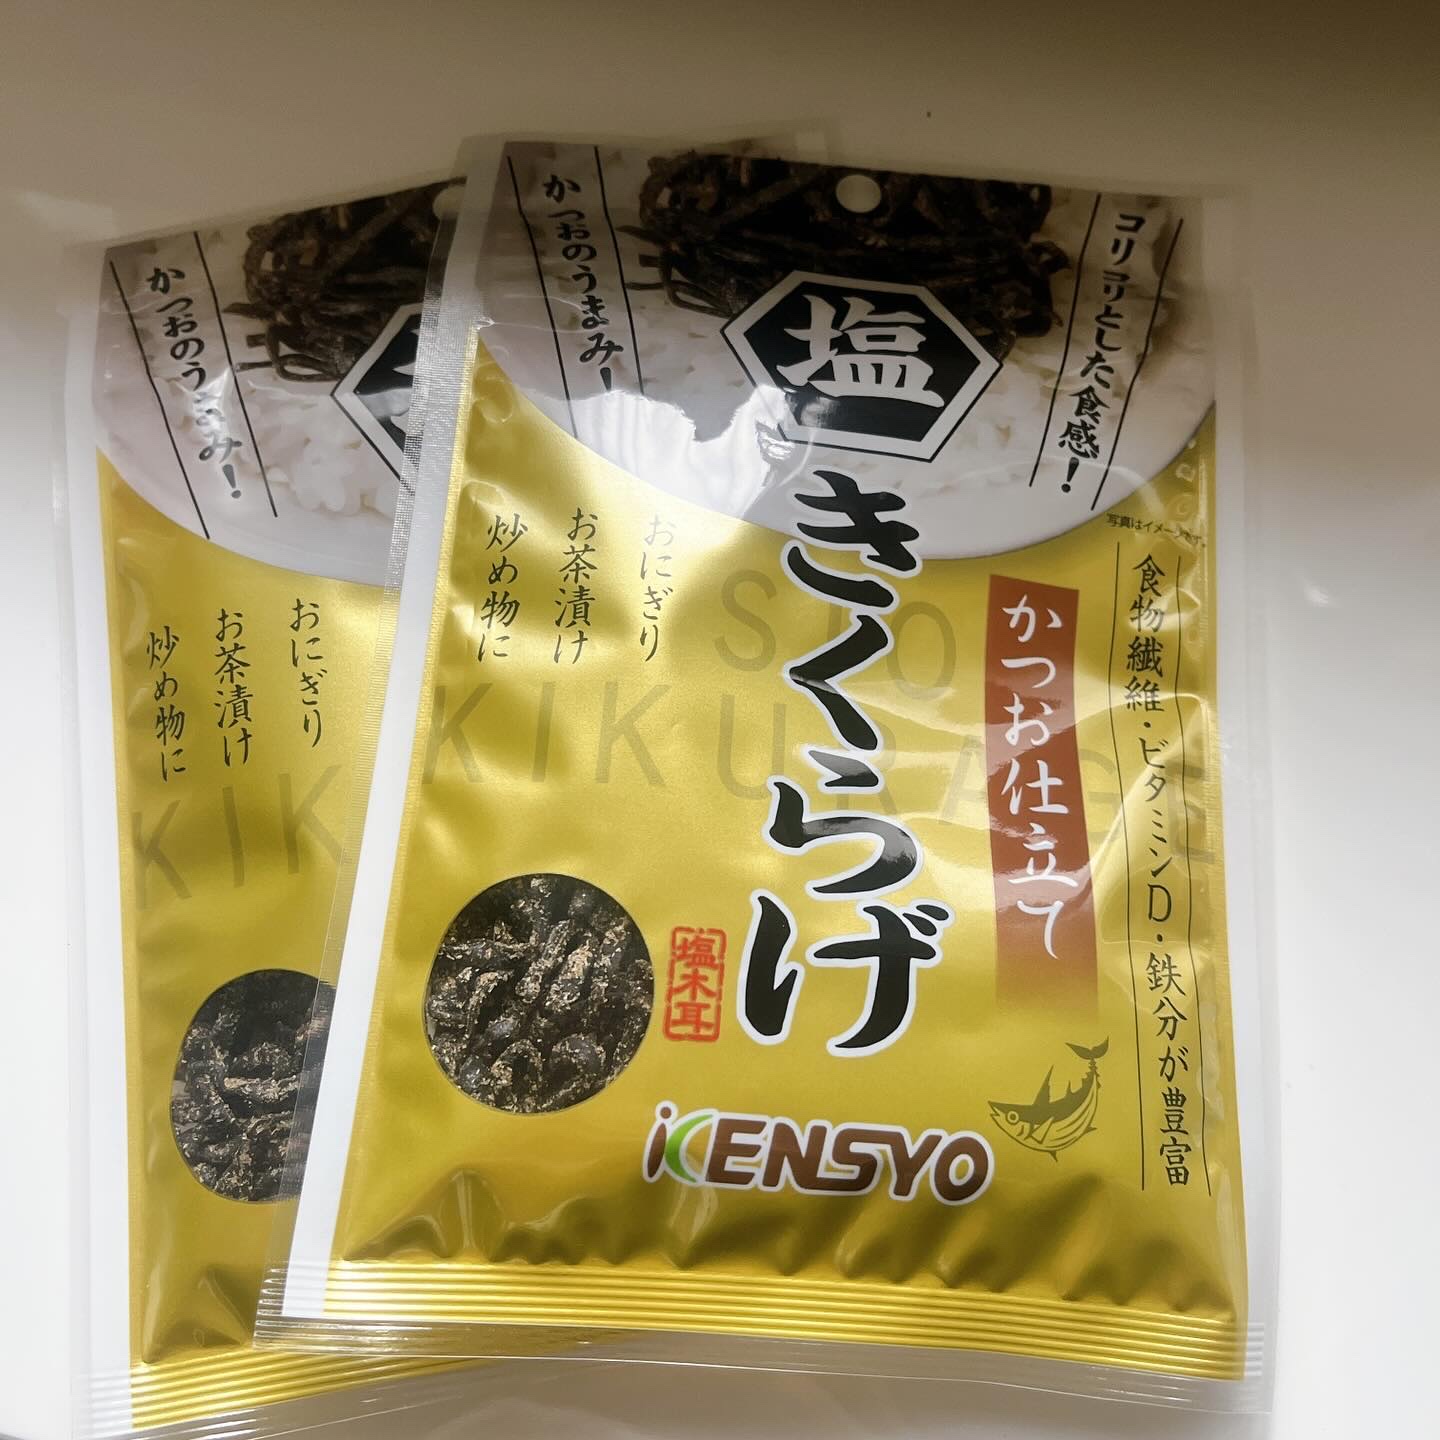 コリコリとした食感!
かつおのうまみ!
塩
きくらげ
かつお仕立て
写真はイメージです。
食物繊維・ビタミンD・鉄分が豊富
おにぎり
お茶漬け
炒め物に
SIO
KIKURAGE
塩木耳
iKENSYO
かつおのうまみ!
おにぎり
お茶漬け
炒め物に
KIK